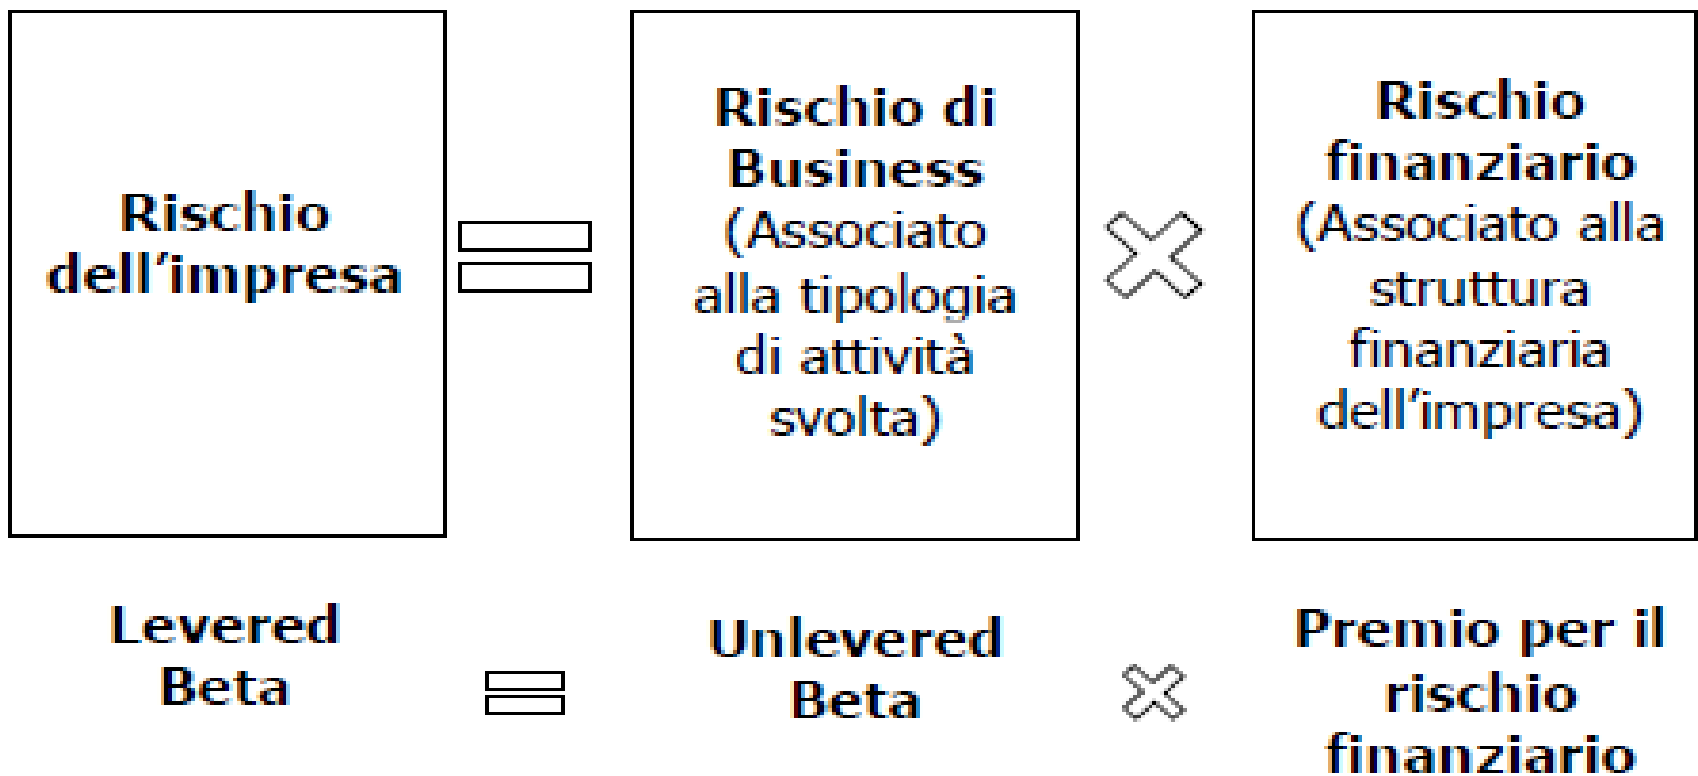 Rischio
dell'impresa
Rischio di
Business
(Associato
alla tipologia
di attività
svolta)
Rischio
finanziario
(Associato alla
struttura
finanziaria
dell'impresa)
Levered
Beta
Unlevered
Beta
Premio per il
rischio
finanziario